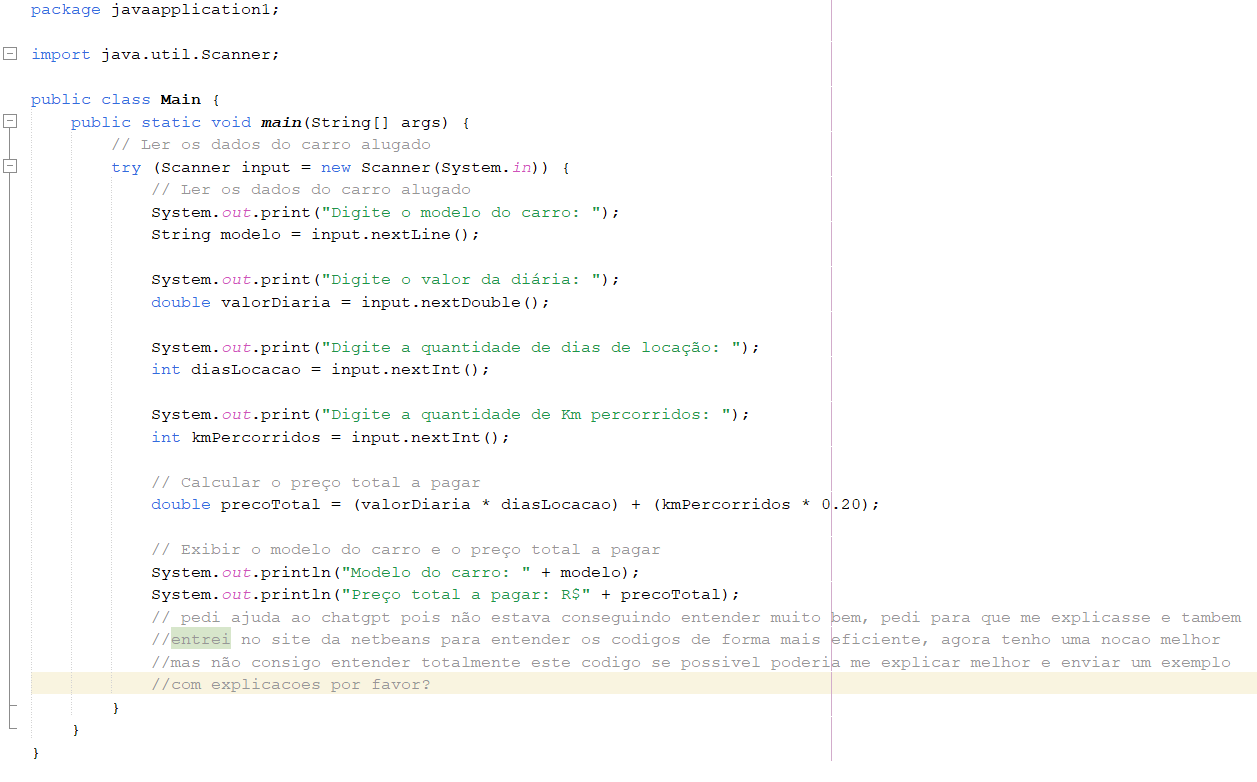 package javaapplication1;
import java.util.Scanner;
public class Main {
public static void main(String[] args) {
// Ler os dados do carro alugado
try (Scanner input = new Scanner(System.in)) {
// Ler os dados do carro alugado
System.out.print("Digite o modelo do carro: ");
String modelo = input.nextLine();
System.out.print("Digite o valor da diária: ");
double valorDiaria = input.nextDouble();
System.out.print("Digite a quantidade de dias de locação: ");
int diasLocacao = input.nextInt();
System.out.print("Digite a quantidade de Km percorridos: ");
int kmPercorridos = input.nextInt();
// Calcular o preço total a pagar
double precoTotal = (valorDiaria * diasLocacao) + (kmPercorridos * 0.20);
// Exibir o modelo do carro e o preço total a pagar
System.out.println("Modelo do carro: " + modelo);
System.out.println("Preço total a pagar: R$" + precoTotal);
// pedi ajuda ao chatgpt pois não estava conseguindo entender muito bem, pedi para que me explicasse e tambem
//entrei no site da netbeans para entender os codigos de forma mais eficiente, agora tenho uma nocao melhor
//mas não consigo entender totalmente este codigo se possivel poderia me explicar melhor e enviar um exemplo
//com explicacoes por favor?
}
}
}